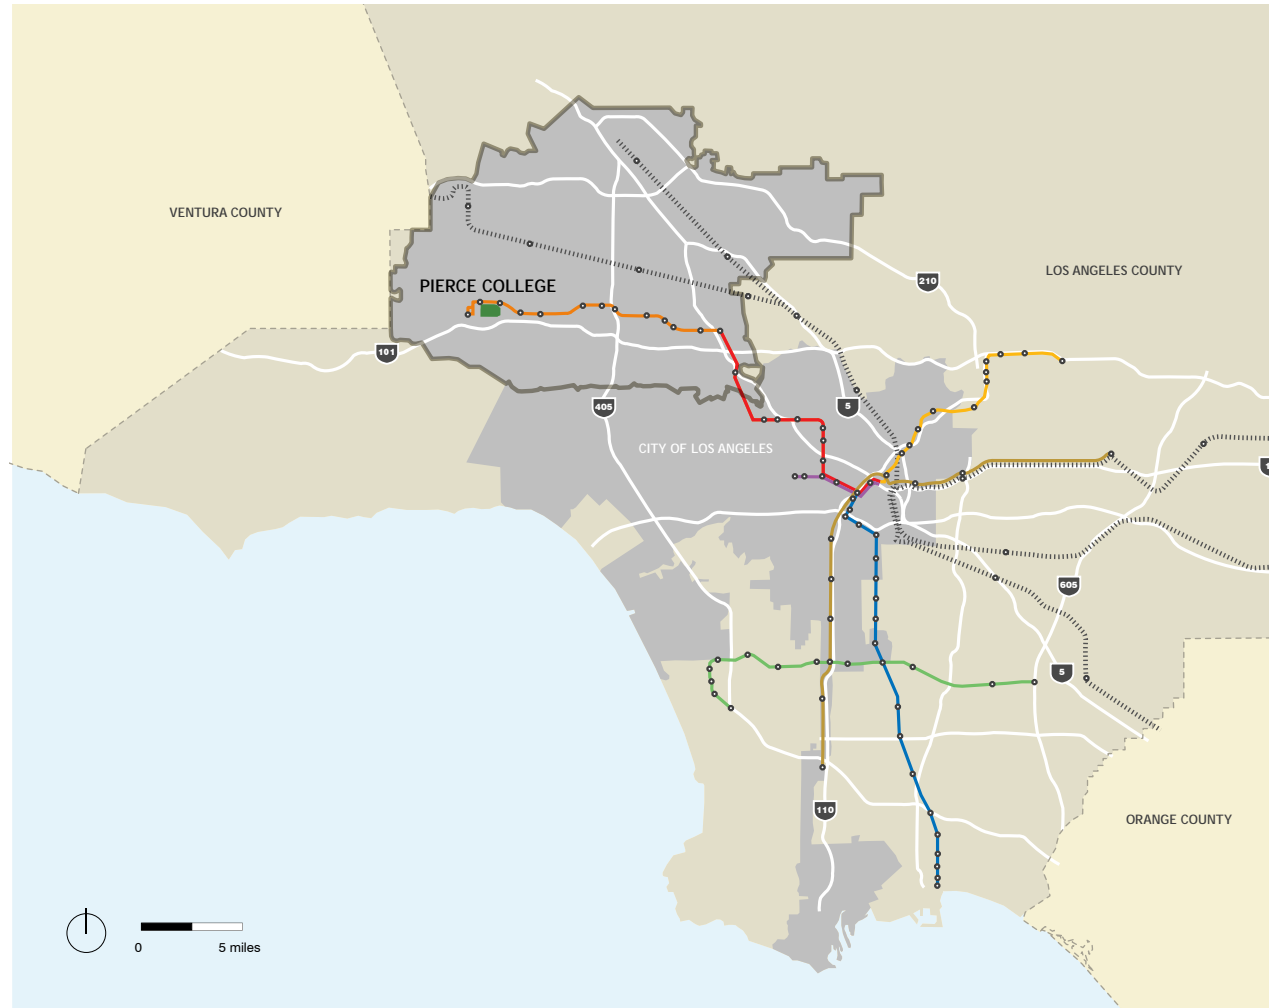 VENTURA COUNTY
LOS ANGELES COUNTY
210
PIERCE COLLEGE
101
405
5
CITY OF LOS ANGELES
605
5
110
ORANGE COUNTY
0
5 miles